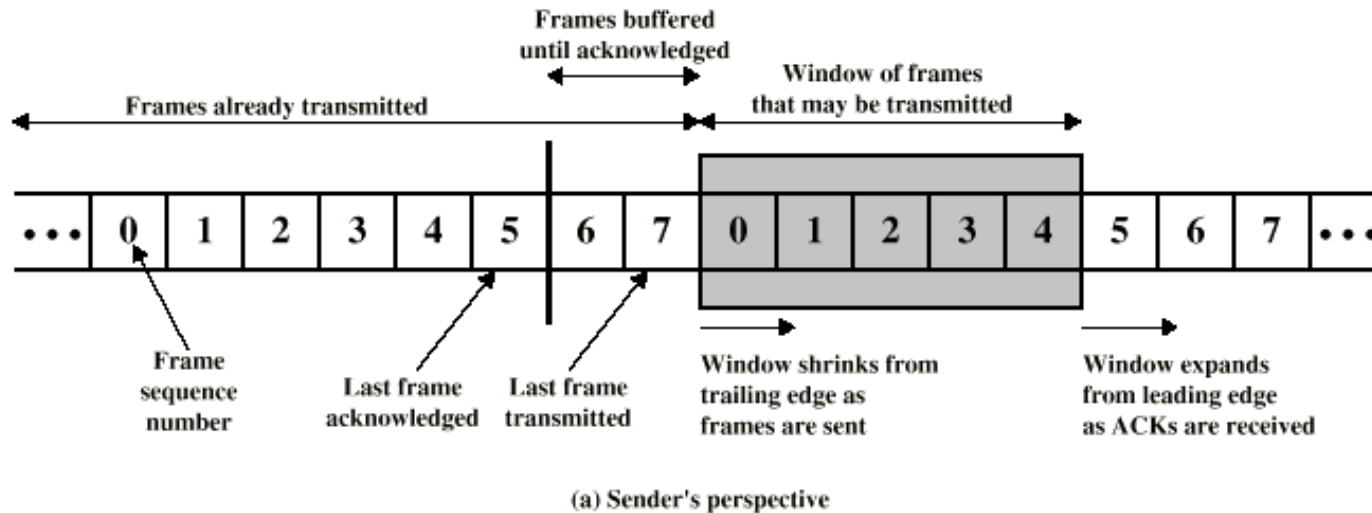 Frames buffered
until acknowledged
Window of frames
that may be transmitted
Frames already transmitted
••• 0 1 2 3 4 5 6 7 0 1 2 3 4 5 6 7 •••
Frame
sequence
number
Last frame
acknowledged
Last frame
transmitted
Window shrinks from
trailing edge as
frames are sent
Window expands
from leading edge
as ACKs are received
(a) Sender's perspective